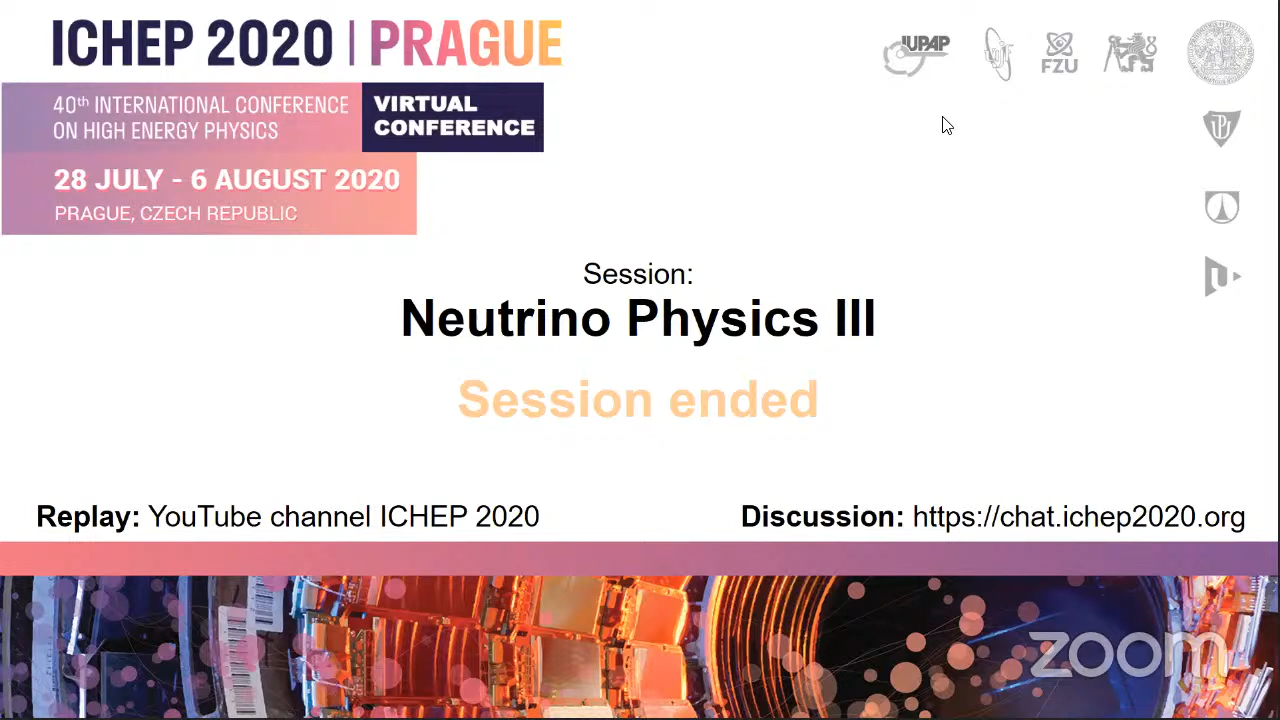 ICHEP 2020 | PRAGUE
40th INTERNATIONAL CONFERENCE
ON HIGH ENERGY PHYSICS
VIRTUAL
CONFERENCE
28 JULY - 6 AUGUST 2020
PRAGUE, CZECH REPUBLIC
IUPAP
FZU
Session:
Neutrino Physics III
Session ended
Replay: YouTube channel ICHEP 2020
Discussion: https://chat.ichep2020.org
zoom